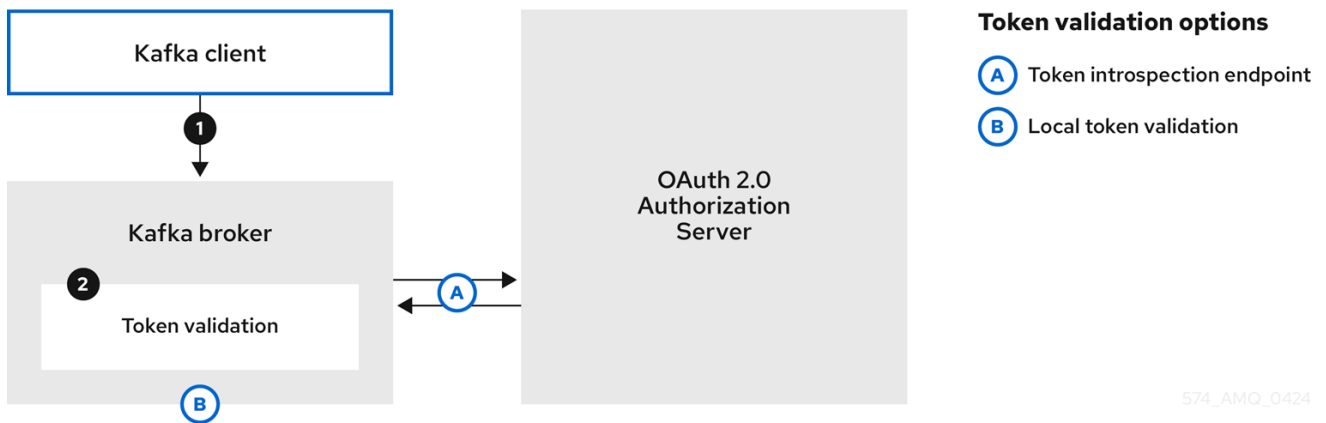 Kafka client
1
Kafka broker
2
Token validation
B
A
OAuth 2.0
Authorization
Server
Token validation options
A Token introspection endpoint
B Local token validation
574_AMQ_0424